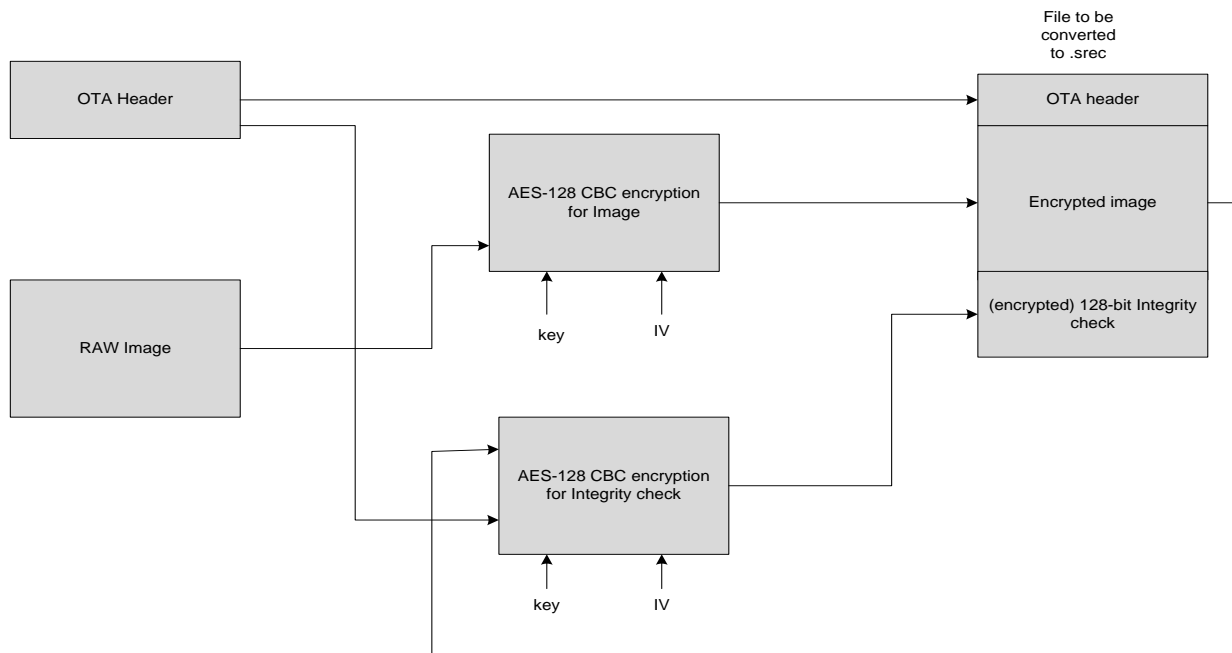 File to be
converted
to .srec
OTA Header
OTA header
AES-128 CBC encryption
for Image
Encrypted image
key
IV
RAW Image
(encrypted) 128-bit Integrity
check
AES-128 CBC encryption
for Integrity check
key
IV